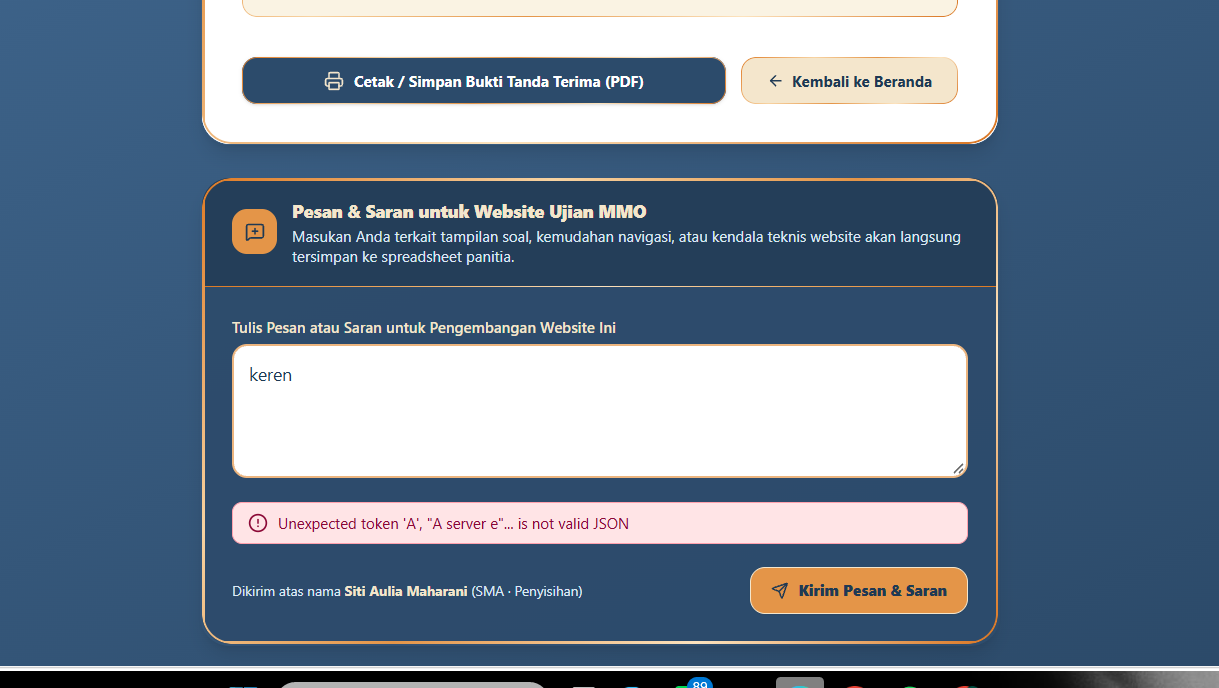 Cetak / Simpan Bukti Tanda Terima (PDF)
Kembali ke Beranda
Pesan & Saran untuk Website Ujian MMO
Masukan Anda terkait tampilan soal, kemudahan navigasi, atau kendala teknis website akan langsung
tersimpan ke spreadsheet panitia.
Tulis Pesan atau Saran untuk Pengembangan Website Ini
keren
Unexpected token 'A', "A server e"... is not valid JSON
Dikirim atas nama Siti Aulia Maharani (SMA · Penyisihan)
Kirim Pesan & Saran
89